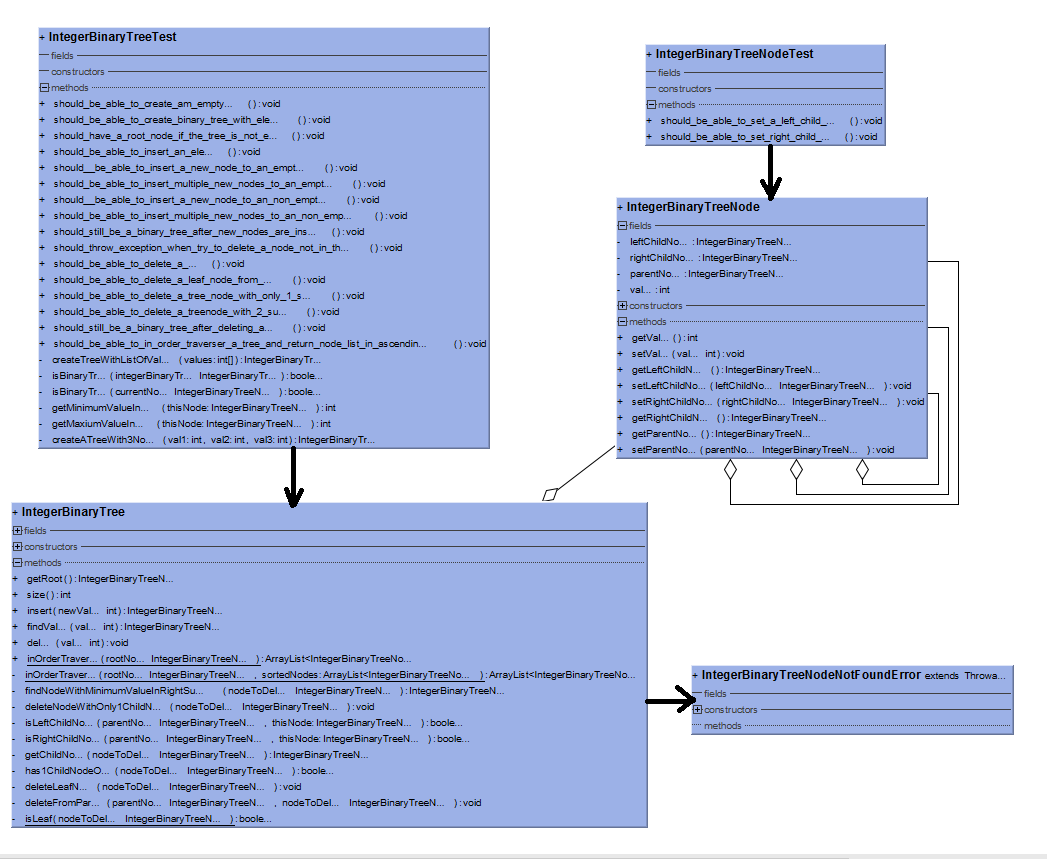 + IntegerBinaryTreeTest
fields
constructors
methods
+ should_be_able_to_create_am_empty... ():void
+ should_be_able_to_create_binary_tree_with_ele... ():void
+ should_have_a_root_node_if_the_tree_is_not_e... ():void
+ should_be_able_to_insert_an_ele... ():void
+ should__be_able_to_insert_a_new_node_to_an_empt... ():void
+ should_be_able_to_insert_multiple_new_nodes_to_an_empt... ():void
+ should__be_able_to_insert_a_new_node_to_an_non_empt... ():void
+ should_be_able_to_insert_multiple_new_nodes_to_an_non_emp... ():void
+ should_still_be_a_binary_tree_after_new_nodes_are_ins... ():void
+ should_throw_exception_when_try_to_delete_a_node_not_in_th... ():void
+ should_be_able_to_delete_a_... ():void
+ should_be_able_to_delete_a_leaf_node_from_... ():void
+ should_be_able_to_delete_a_tree_node_with_only_1_s... ():void
+ should_be_able_to_delete_a_treenode_with_2_su... ():void
+ should_still_be_a_binary_tree_after_deleting_a... ():void
+ should_be_able_to_in_order_traverser_a_tree_and_return_node_list_in_ascendin... ():void
- createTreeWithListOfVal... (values:int[]):IntegerBinaryTr...
- isBinaryTr... (integerBinaryTr... IntegerBinaryTr... ):boole...
- isBinaryTr... (currentNo... IntegerBinaryTreeN... ):boole...
- getMinimumValueIn... (thisNode:IntegerBinaryTreeN... ):int
- getMaxiumValueIn... (thisNode:IntegerBinaryTreeN... ):int
- createATreeWith3No... (val1:int, val2:int, val3:int):IntegerBinaryTr...
+ IntegerBinaryTreeNodeTest
fields
constructors
methods
+ should_be_able_to_set_a_left_child_... ():void
+ should_be_able_to_set_right_child_... ():void
+ IntegerBinaryTreeNode
fields
- leftChildNo... :IntegerBinaryTreeN...
- rightChildNo... :IntegerBinaryTreeN...
- parentNo... :IntegerBinaryTreeN...
- val... :int
constructors
methods
+ getVal... ():int
+ setVal... (val... int):void
+ getLeftChildN... ():IntegerBinaryTreeN...
+ setLeftChildNo... (leftChildNo... IntegerBinaryTreeN... ):void
+ setRightChildNo... (rightChildNo... IntegerBinaryTreeN... ):void
+ getRightChildN... ():IntegerBinaryTreeN...
+ getParentNo... ():IntegerBinaryTreeN...
+ setParentNo... (parentNo... IntegerBinaryTreeN... ):void
+ IntegerBinaryTree
fields
constructors
methods
+ getRoot():IntegerBinaryTreeN...
+ size():int
+ insert(newVal... int):IntegerBinaryTreeN...
+ findVal... (val... int):IntegerBinaryTreeN...
+ del... (val... int):void
+ inOrderTraver... (rootNo... IntegerBinaryTreeN... ):ArrayList<IntegerBinaryTreeNo...
- inOrderTraver... (rootNo... IntegerBinaryTreeN... , sortedNodes:ArrayList<IntegerBinaryTreeNo... ):ArrayList<IntegerBinaryTreeNo...
- findNodeWithMinimumValueInRightSu... (nodeToDel... IntegerBinaryTreeN... ):IntegerBinaryTreeN...
- deleteNodeWithOnly1ChildN... (nodeToDel... IntegerBinaryTreeN... ):void
- isLeftChildNo... (parentNo... IntegerBinaryTreeN... , thisNode:IntegerBinaryTreeN... ):boole...
- isRightChildNo... (parentNo... IntegerBinaryTreeN... , thisNode:IntegerBinaryTreeN... ):boole...
- getChildNo... (nodeToDel... IntegerBinaryTreeN... ):IntegerBinaryTreeN...
- has1ChildNodeO... (nodeToDel... IntegerBinaryTreeN... ):boole...
- deleteLeafN... (nodeToDel... IntegerBinaryTreeN... ):void
- deleteFromPar... (parentNo... IntegerBinaryTreeN... , nodeToDel... IntegerBinaryTreeN... ):void
- isLeaf(nodeToDel... IntegerBinaryTreeN... ):boole...
+ IntegerBinaryTreeNodeNotFoundError extends Throwa...
fields
constructors
methods